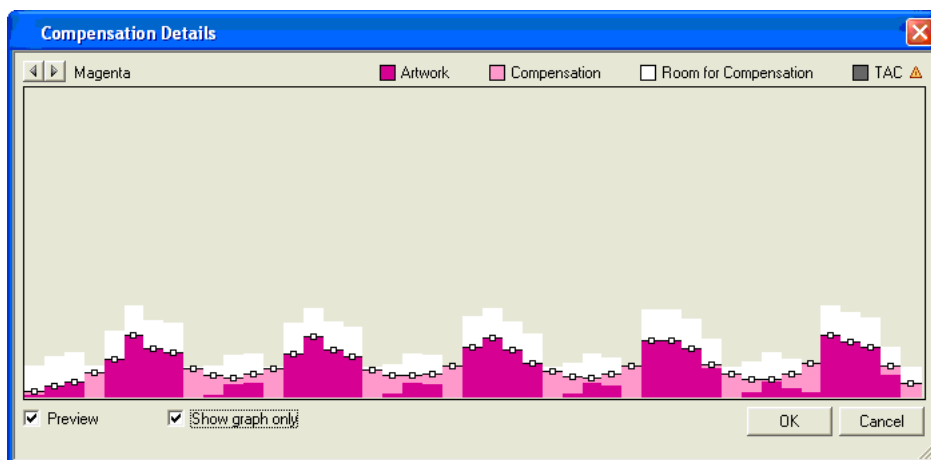 Compensation Details
Magenta Artwork Compensation Room for Compensation TAC
Preview Show graph only OK Cancel